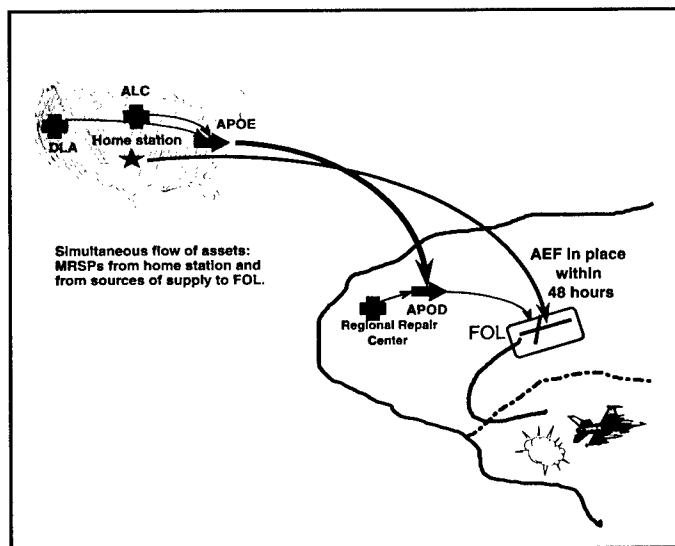 ALC
APOE
DLA
Home station
Simultaneous flow of assets:
MRSPs from home station and
from sources of supply to FOL.
AEF in place
within
48 hours
APOD
Regional Repair
Center
FOL